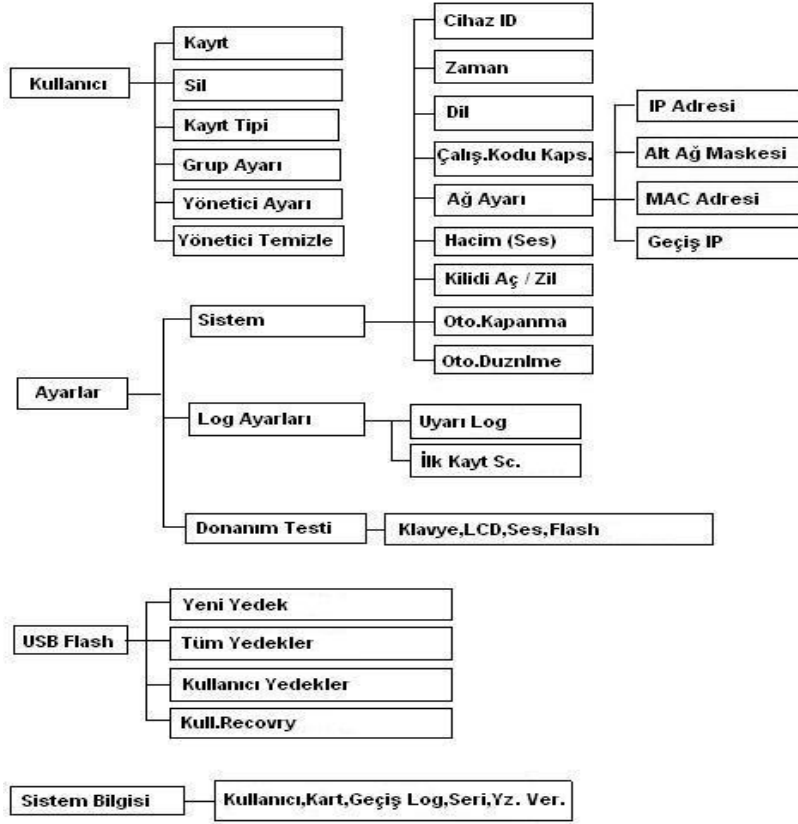 Kullanıcı
Kayıt
Sil
Kayıt Tipi
Grup Ayarı
Yönetici Ayarı
Yönetici Temizle
Ayarlar
Sistem
Cihaz ID
Zaman
Dil
Çalış.Kodu Kaps.
Ağ Ayarı
IP Adresi
Alt Ağ Maskesi
MAC Adresi
Geçiş IP
Hacim (Ses)
Kilidi Aç / Zil
Oto.Kapanma
Oto.Duznlme
Log Ayarları
Uyarı Log
İlk Kayt Sc.
Donanım Testi
Klavye,LCD,Ses,Flash
USB Flash
Yeni Yedek
Tüm Yedekler
Kullanıcı Yedekler
Kull.Recovry
Sistem Bilgisi
Kullanıcı,Kart,Geçiş Log,Seri,Yz. Ver.